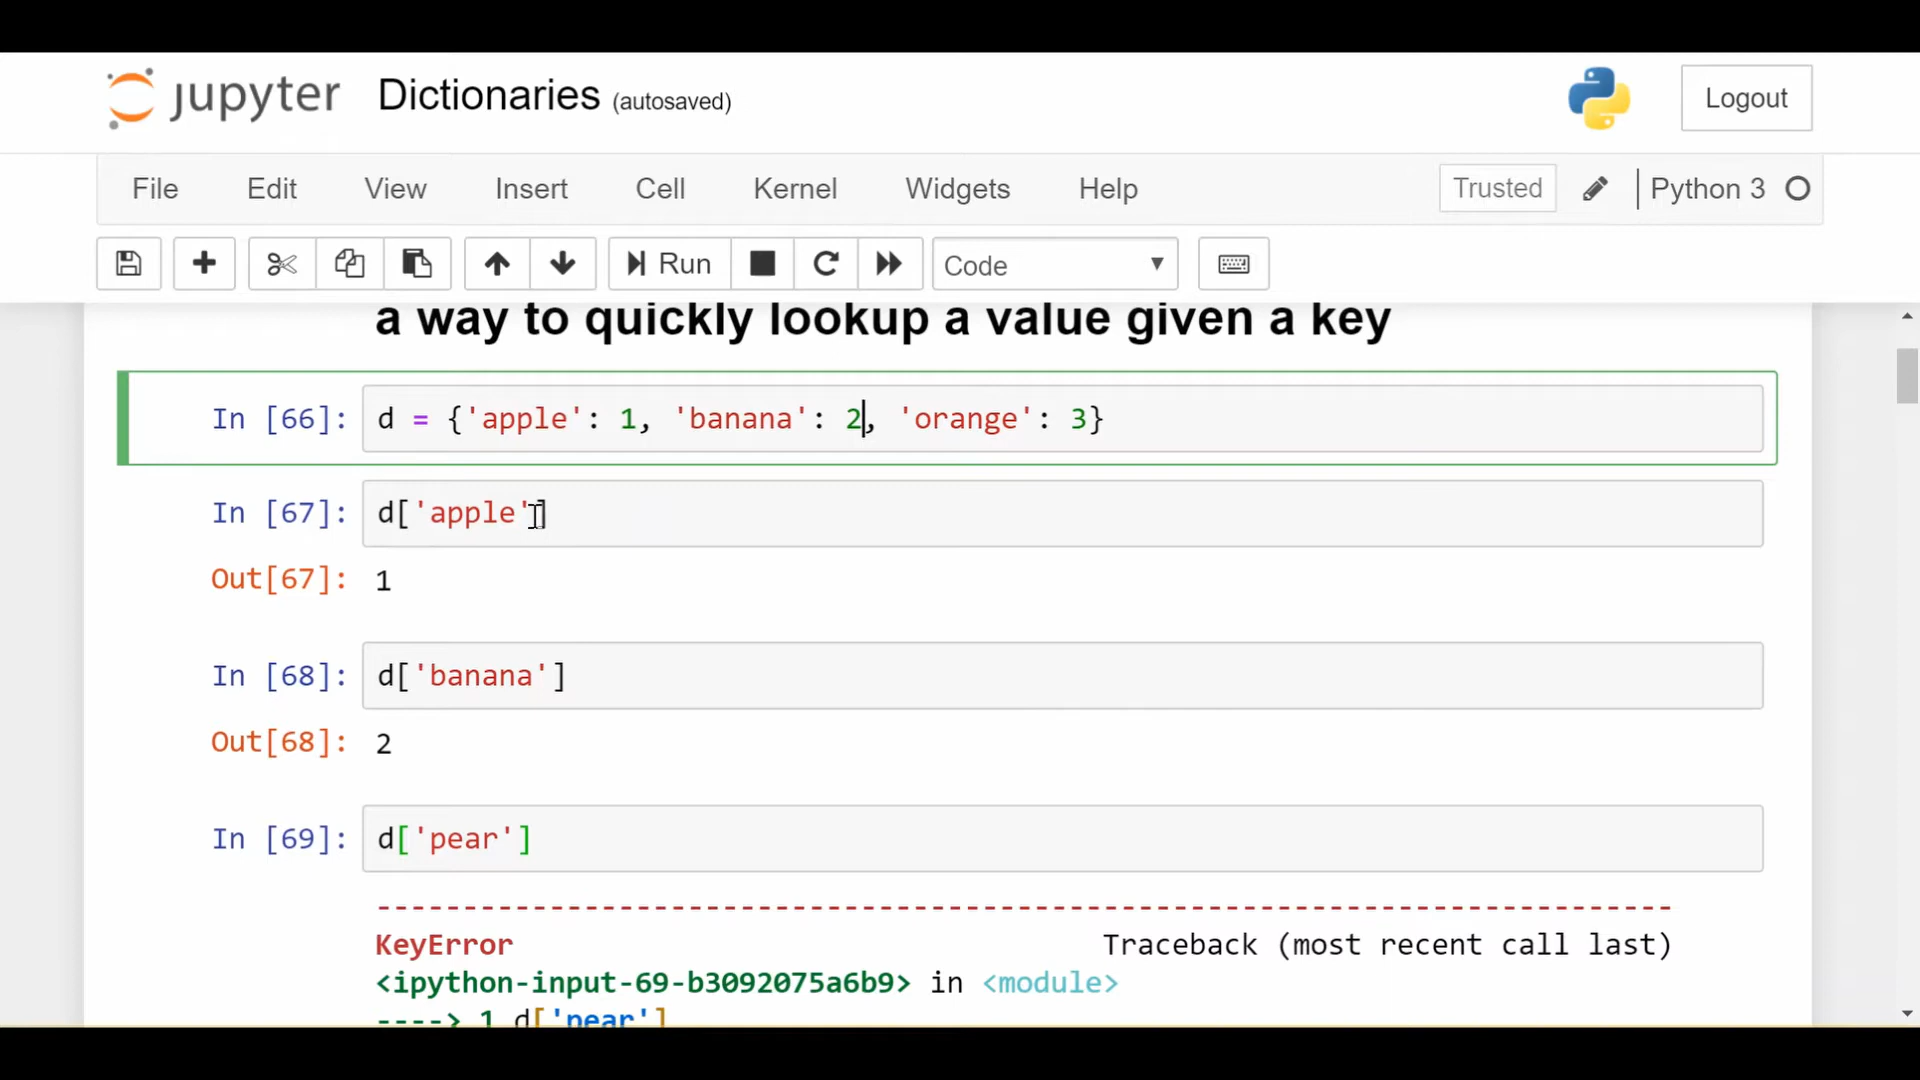 jupyter Dictionaries (autosaved) Logout
File Edit View Insert Cell Kernel Widgets Help Trusted Python 3
Run Code
a way to quickly lookup a value given a key
In [66]: d = {'apple': 1, 'banana': 2, 'orange': 3}
In [67]: d['apple']
Out[67]: 1
In [68]: d['banana']
Out[68]: 2
In [69]: d['pear']
---------------------------------------------------------------------------
KeyError Traceback (most recent call last)
<ipython-input-69-b3092075a6b9> in <module>
----> 1 d['pear']